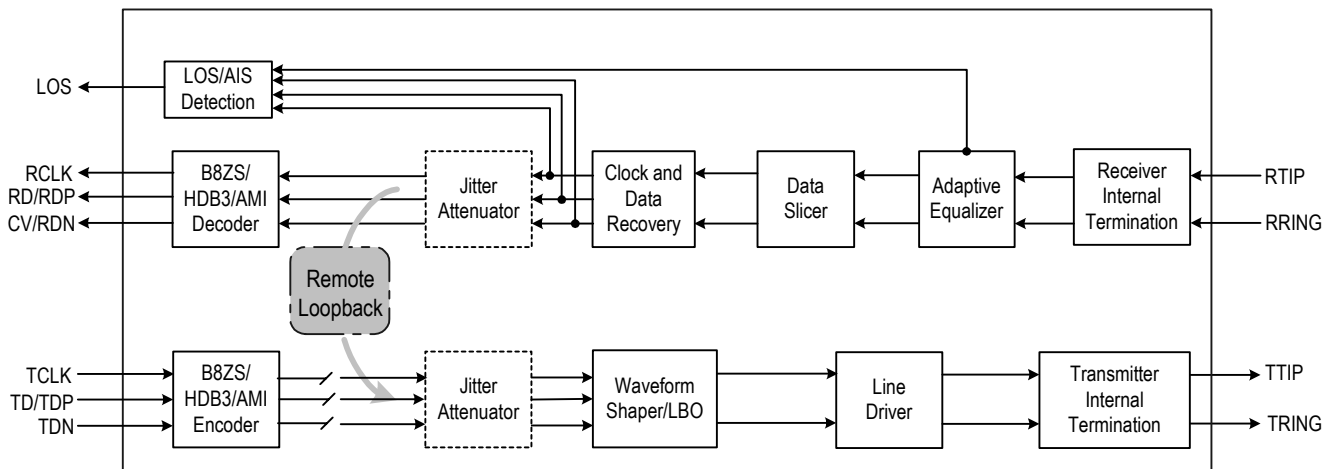 LOS
LOS/AIS
Detection
RCLK
RD/RDP
CV/RDN
B8ZS/
HDB3/AMI
Decoder
Jitter
Attenuator
Clock and
Data
Recovery
Data
Slicer
Adaptive
Equalizer
Receiver
Internal
Termination
RTIP
RRING
Remote
Loopback
TCLK
TD/TDP
TDN
B8ZS/
HDB3/AMI
Encoder
Jitter
Attenuator
Waveform
Shaper/LBO
Line
Driver
Transmitter
Internal
Termination
TTIP
TRING